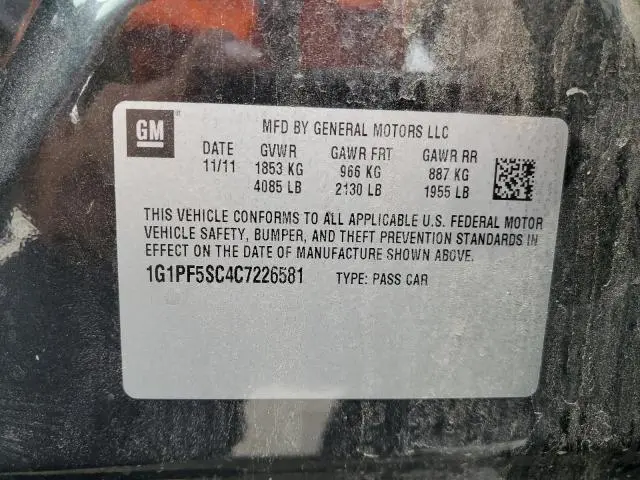 GM
MFD BY GENERAL MOTORS LLC
DATE GVWR GAWR FRT GAWR RR
11/11 1853 KG 966 KG 887 KG
4085 LB 2130 LB 1955 LB
THIS VEHICLE CONFORMS TO ALL APPLICABLE U.S. FEDERAL MOTOR
VEHICLE SAFETY, BUMPER, AND THEFT PREVENTION STANDARDS IN
EFFECT ON THE DATE OF MANUFACTURE SHOWN ABOVE.
1G1PF5SC4C7226581 TYPE: PASS CAR